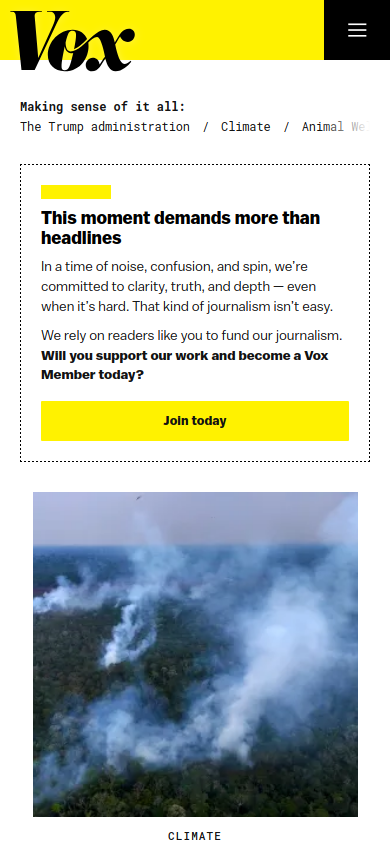 Vox
Making sense of it all:
The Trump administration / Climate / Animal
This moment demands more than
headlines
In a time of noise, confusion, and spin, we're
committed to clarity, truth, and depth — even
when it's hard. That kind of journalism isn't easy.
We rely on readers like you to fund our journalism.
Will you support our work and become a Vox
Member today?
Join today
CLIMATE